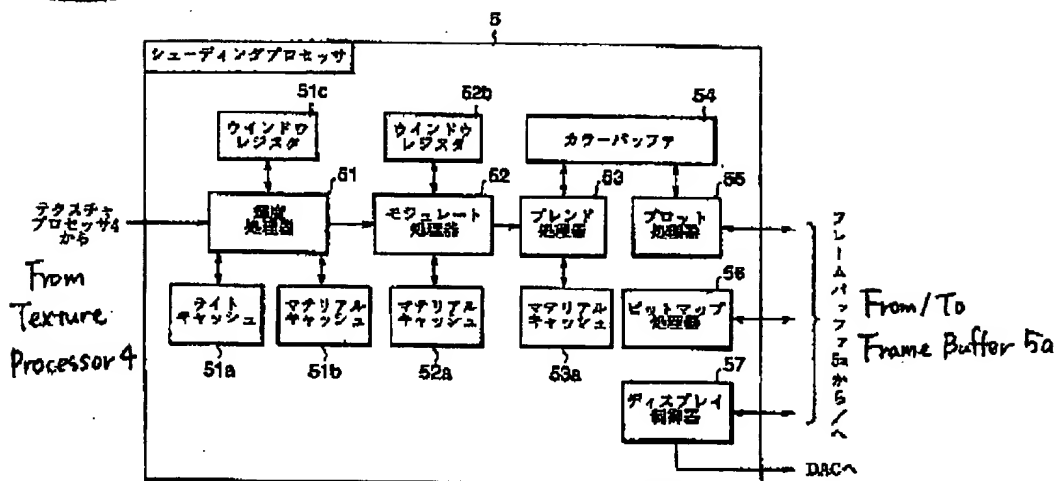 5
シェーディングプロセッサ
51c
ウインドウ
レジスタ
52b
ウインドウ
レジスタ
54
カラーバッファ
51
輝度
処理器
52
モジュレート
処理器
53
ブレンド
処理器
55
プロット
処理器
テクスチャ
プロセッサ4
から
From
Texture
Processor 4
ライト
キャッシュ
51a
マテリアル
キャッシュ
51b
マテリアル
キャッシュ
52a
マテリアル
キャッシュ
53a
56
ビットマップ
処理器
57
ディスプレイ
制御器
フレームバッファ5aから/へ
From/To
Frame Buffer 5a
DACへ